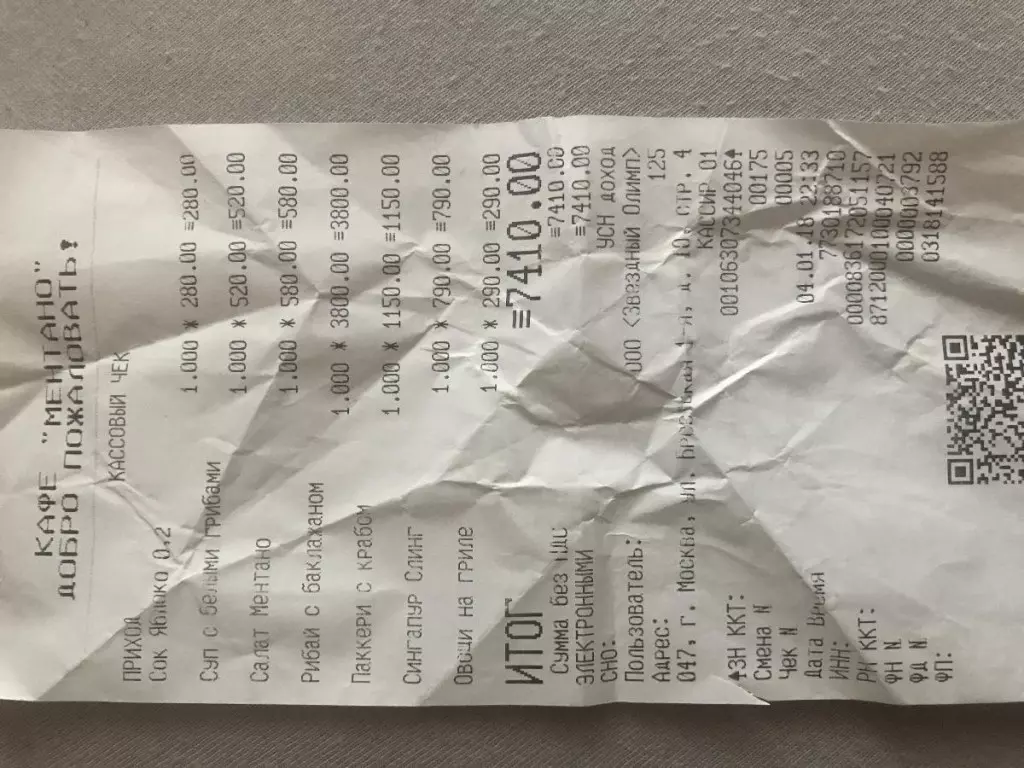 КАФЕ "МЕНТАНО"
ДОБРО ПОЖАЛОВАТЬ!
КАССОВЫЙ ЧЕК
ПРИХОД
Сок Яблоко 0.2
1.000 * 280.00 ≡280.00
СУП с белыми грибами
1.000 * 520.00 ≡520.00
Салат Ментано
1.000 * 580.00 ≡580.00
Рибай с баклажаном
1.000 * 3800.00 ≡3800.00
Паккери с крабом
1.000 * 1150.00 ≡1150.00
Сингапур Слинг
1.000 * 790.00 ≡790.00
Овощи на гриле
1.000 * 290.00 ≡290.00
ИТОГ ≡7410.00
Сумма без НДС ≡7410.00
ЭЛЕКТРОННЫМИ ≡7410.00
СНО: УСН ДОХОД
Пользователь: ООО <Звездный Олимп>
Адрес: 125
047, г. Москва, ул. 1-я, д. 10, СТР. 4
КАССИР 01
▲ЗН ККТ: 00106307344046▲
Смена N 00175
Чек N 00005
Дата Время 04.01.18 22:33
ИНН: 7730188710
РН ККТ: 0000836172051157
ФН N 8712000100040721
ФД N 0000003792
ФП: 0318141588